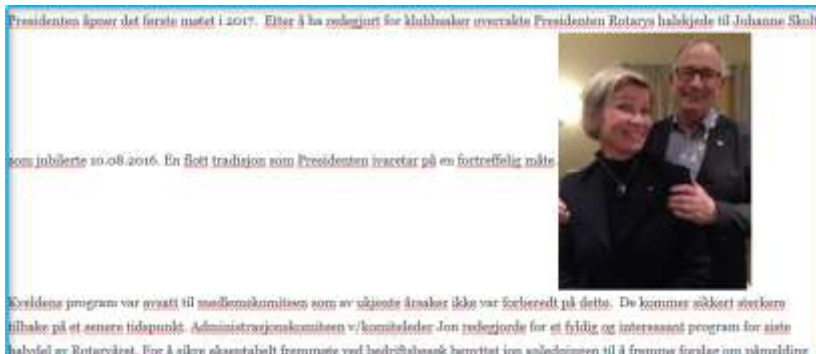 Presidenten åpner det første møtet i 2017. Etter å ha redegjort for klubbsaker overrakte Presidenten Rotarys halskjede til Johanne Skolt
som jubilerte 10.08.2016. En flott tradisjon som Presidenten ivaretar på en fortreffelig måte.
Kveldens program var avsatt til medlemskomiteen som av ukjente årsaker ikke var forberedt på dette. De kommer sikkert sterkere
tilbake på et senere tidspunkt. Administrasjonskomiteen v/komiteleder Jon redegjorde for et fyldig og interessant program for siste
halvdel av Rotaryåret. For å sikre akseptabelt fremmøte ved bedriftsbesøk benyttet jon anledningen til å fremme forslag om påmelding